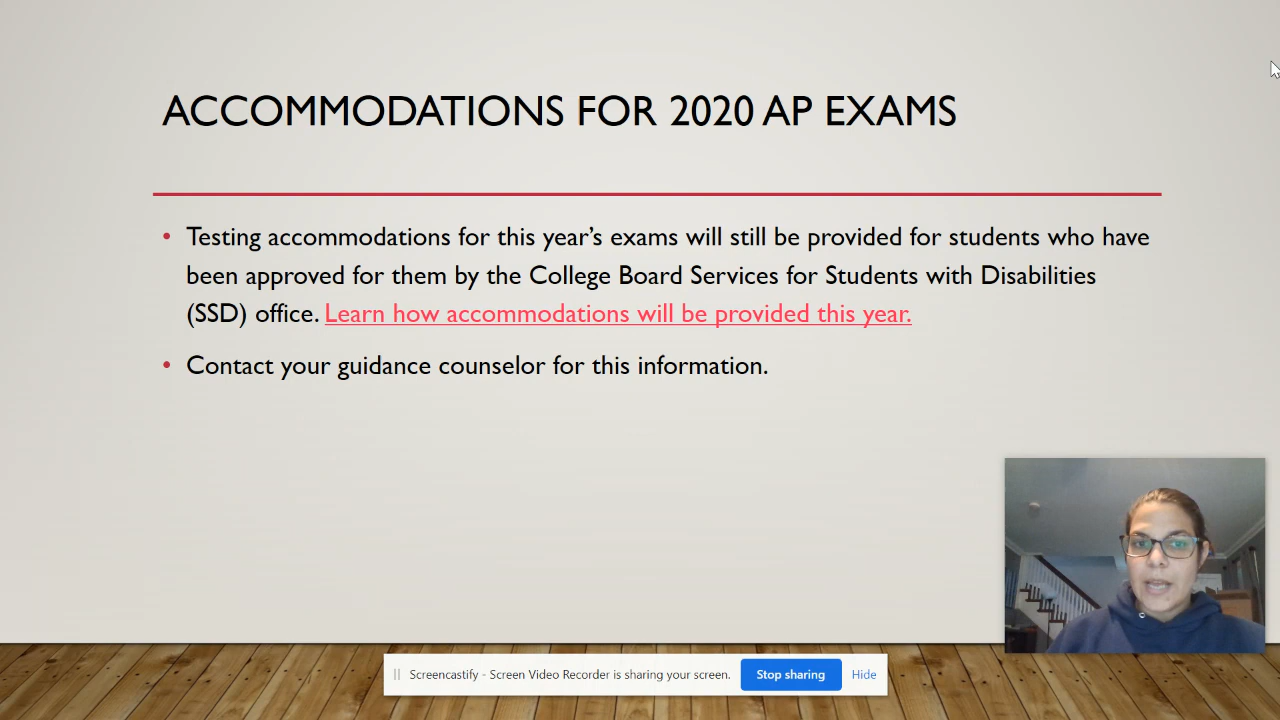 ACCOMMODATIONS FOR 2020 AP EXAMS
• Testing accommodations for this year’s exams will still be provided for students who have
been approved for them by the College Board Services for Students with Disabilities
(SSD) office. Learn how accommodations will be provided this year.
• Contact your guidance counselor for this information.
Screencastify - Screen Video Recorder is sharing your screen. Stop sharing Hide